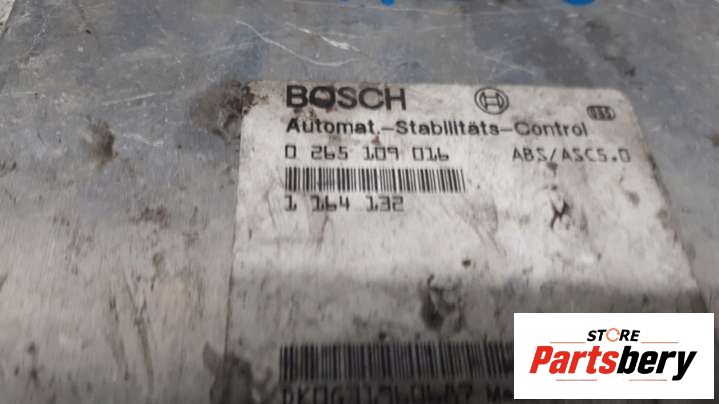 BOSCH
Automat.-Stabilitäts-Control
0 265 109 016 ABS/ASC5.0
1 164 132
STORE
Partsbery